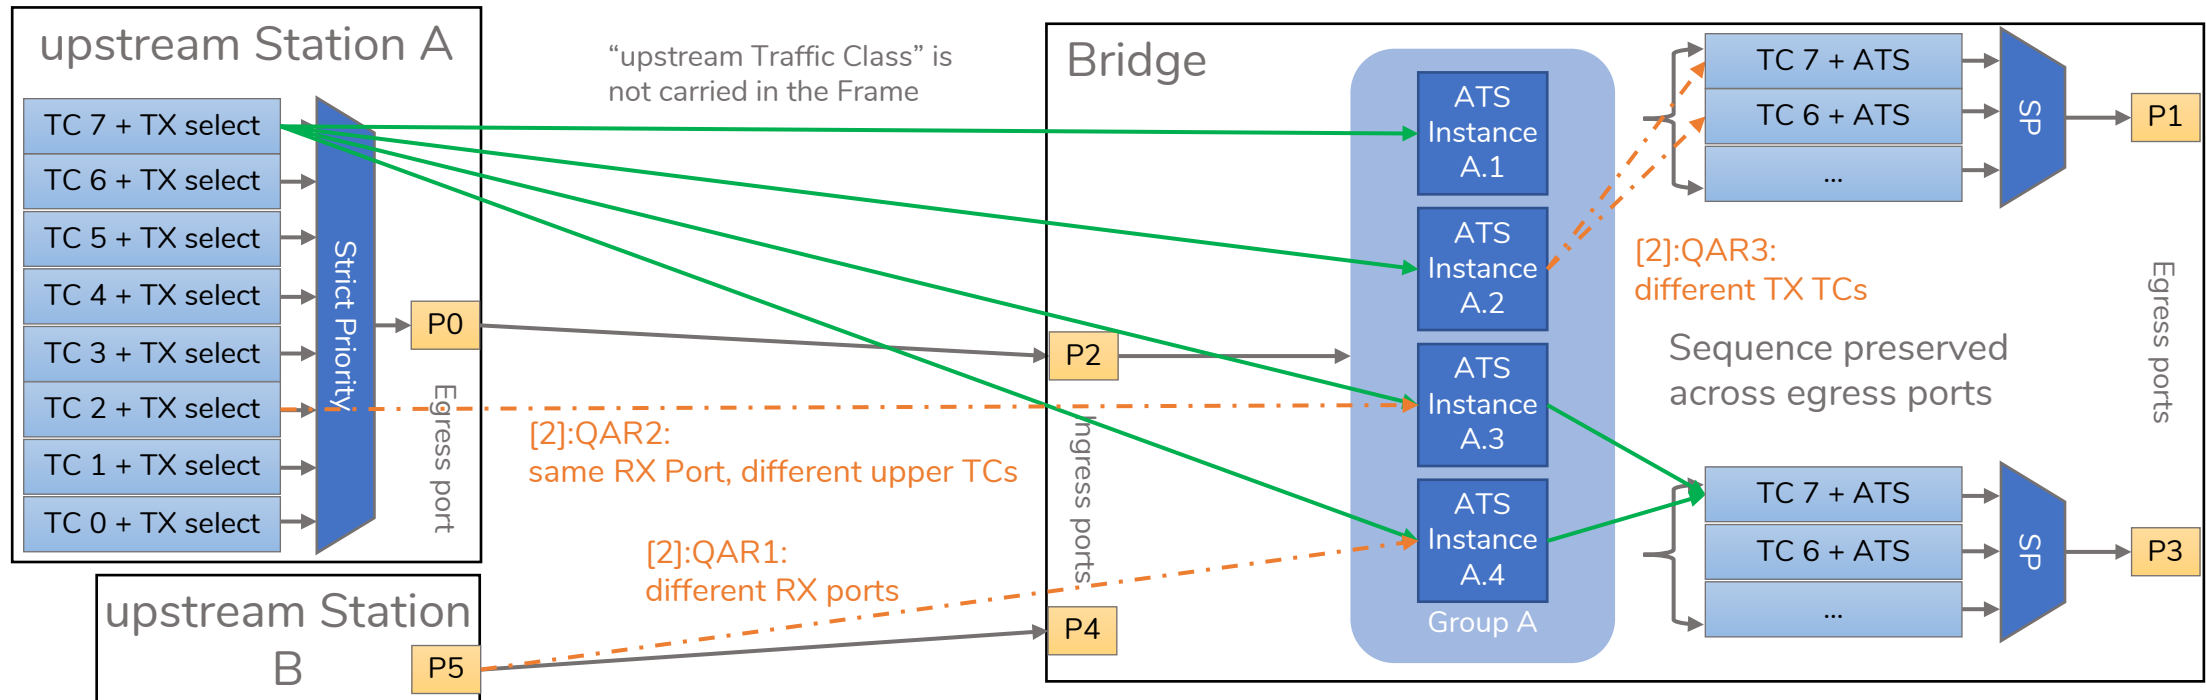 upstream Station A
TC 7 + TX select
TC 6 + TX select
TC 5 + TX select
TC 4 + TX select
TC 3 + TX select
TC 2 + TX select
TC 1 + TX select
TC 0 + TX select
Strict Priority
P0
Egress port
upstream Station
B
P5
“upstream Traffic Class” is
not carried in the Frame
[2]:QAR2:
same RX Port, different upper TCs
[2]:QAR1:
different RX ports
Bridge
P2
Ingress ports
P4
ATS
Instance
A.1
ATS
Instance
A.2
ATS
Instance
A.3
ATS
Instance
A.4
Group A
TC 7 + ATS
TC 6 + ATS
...
SP
P1
[2]:QAR3:
different TX TCs
Sequence preserved
across egress ports
Egress ports
TC 7 + ATS
TC 6 + ATS
...
SP
P3